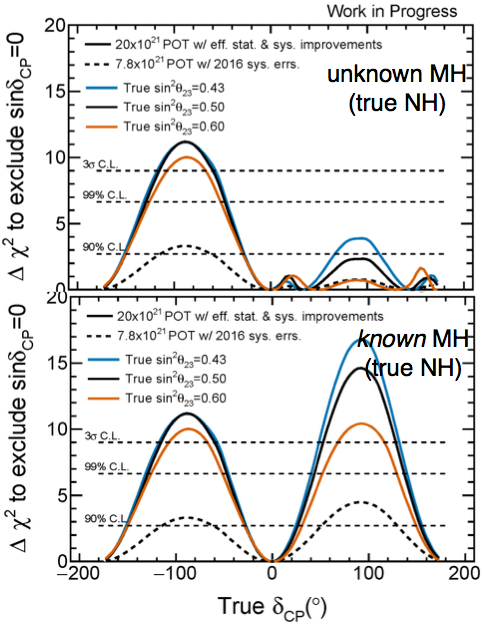 Work in Progress
20x10²¹ POT w/ eff. stat. & sys. improvements
7.8x10²¹ POT w/ 2016 sys. errs.
unknown MH
(true NH)
True sin²θ₂₃=0.43
True sin²θ₂₃=0.50
True sin²θ₂₃=0.60
Δ χ² to exclude sinδCP=0
20
15
10
5
0
3σ C.L.
99% C.L.
90% C.L.
20x10²¹ POT w/ eff. stat. & sys. improvements
7.8x10²¹ POT w/ 2016 sys. errs.
known MH
(true NH)
True sin²θ₂₃=0.43
True sin²θ₂₃=0.50
True sin²θ₂₃=0.60
Δ χ² to exclude sinδCP=0
20
15
10
5
0
3σ C.L.
99% C.L.
90% C.L.
−200 −100 0 100 200
True δCP(°)